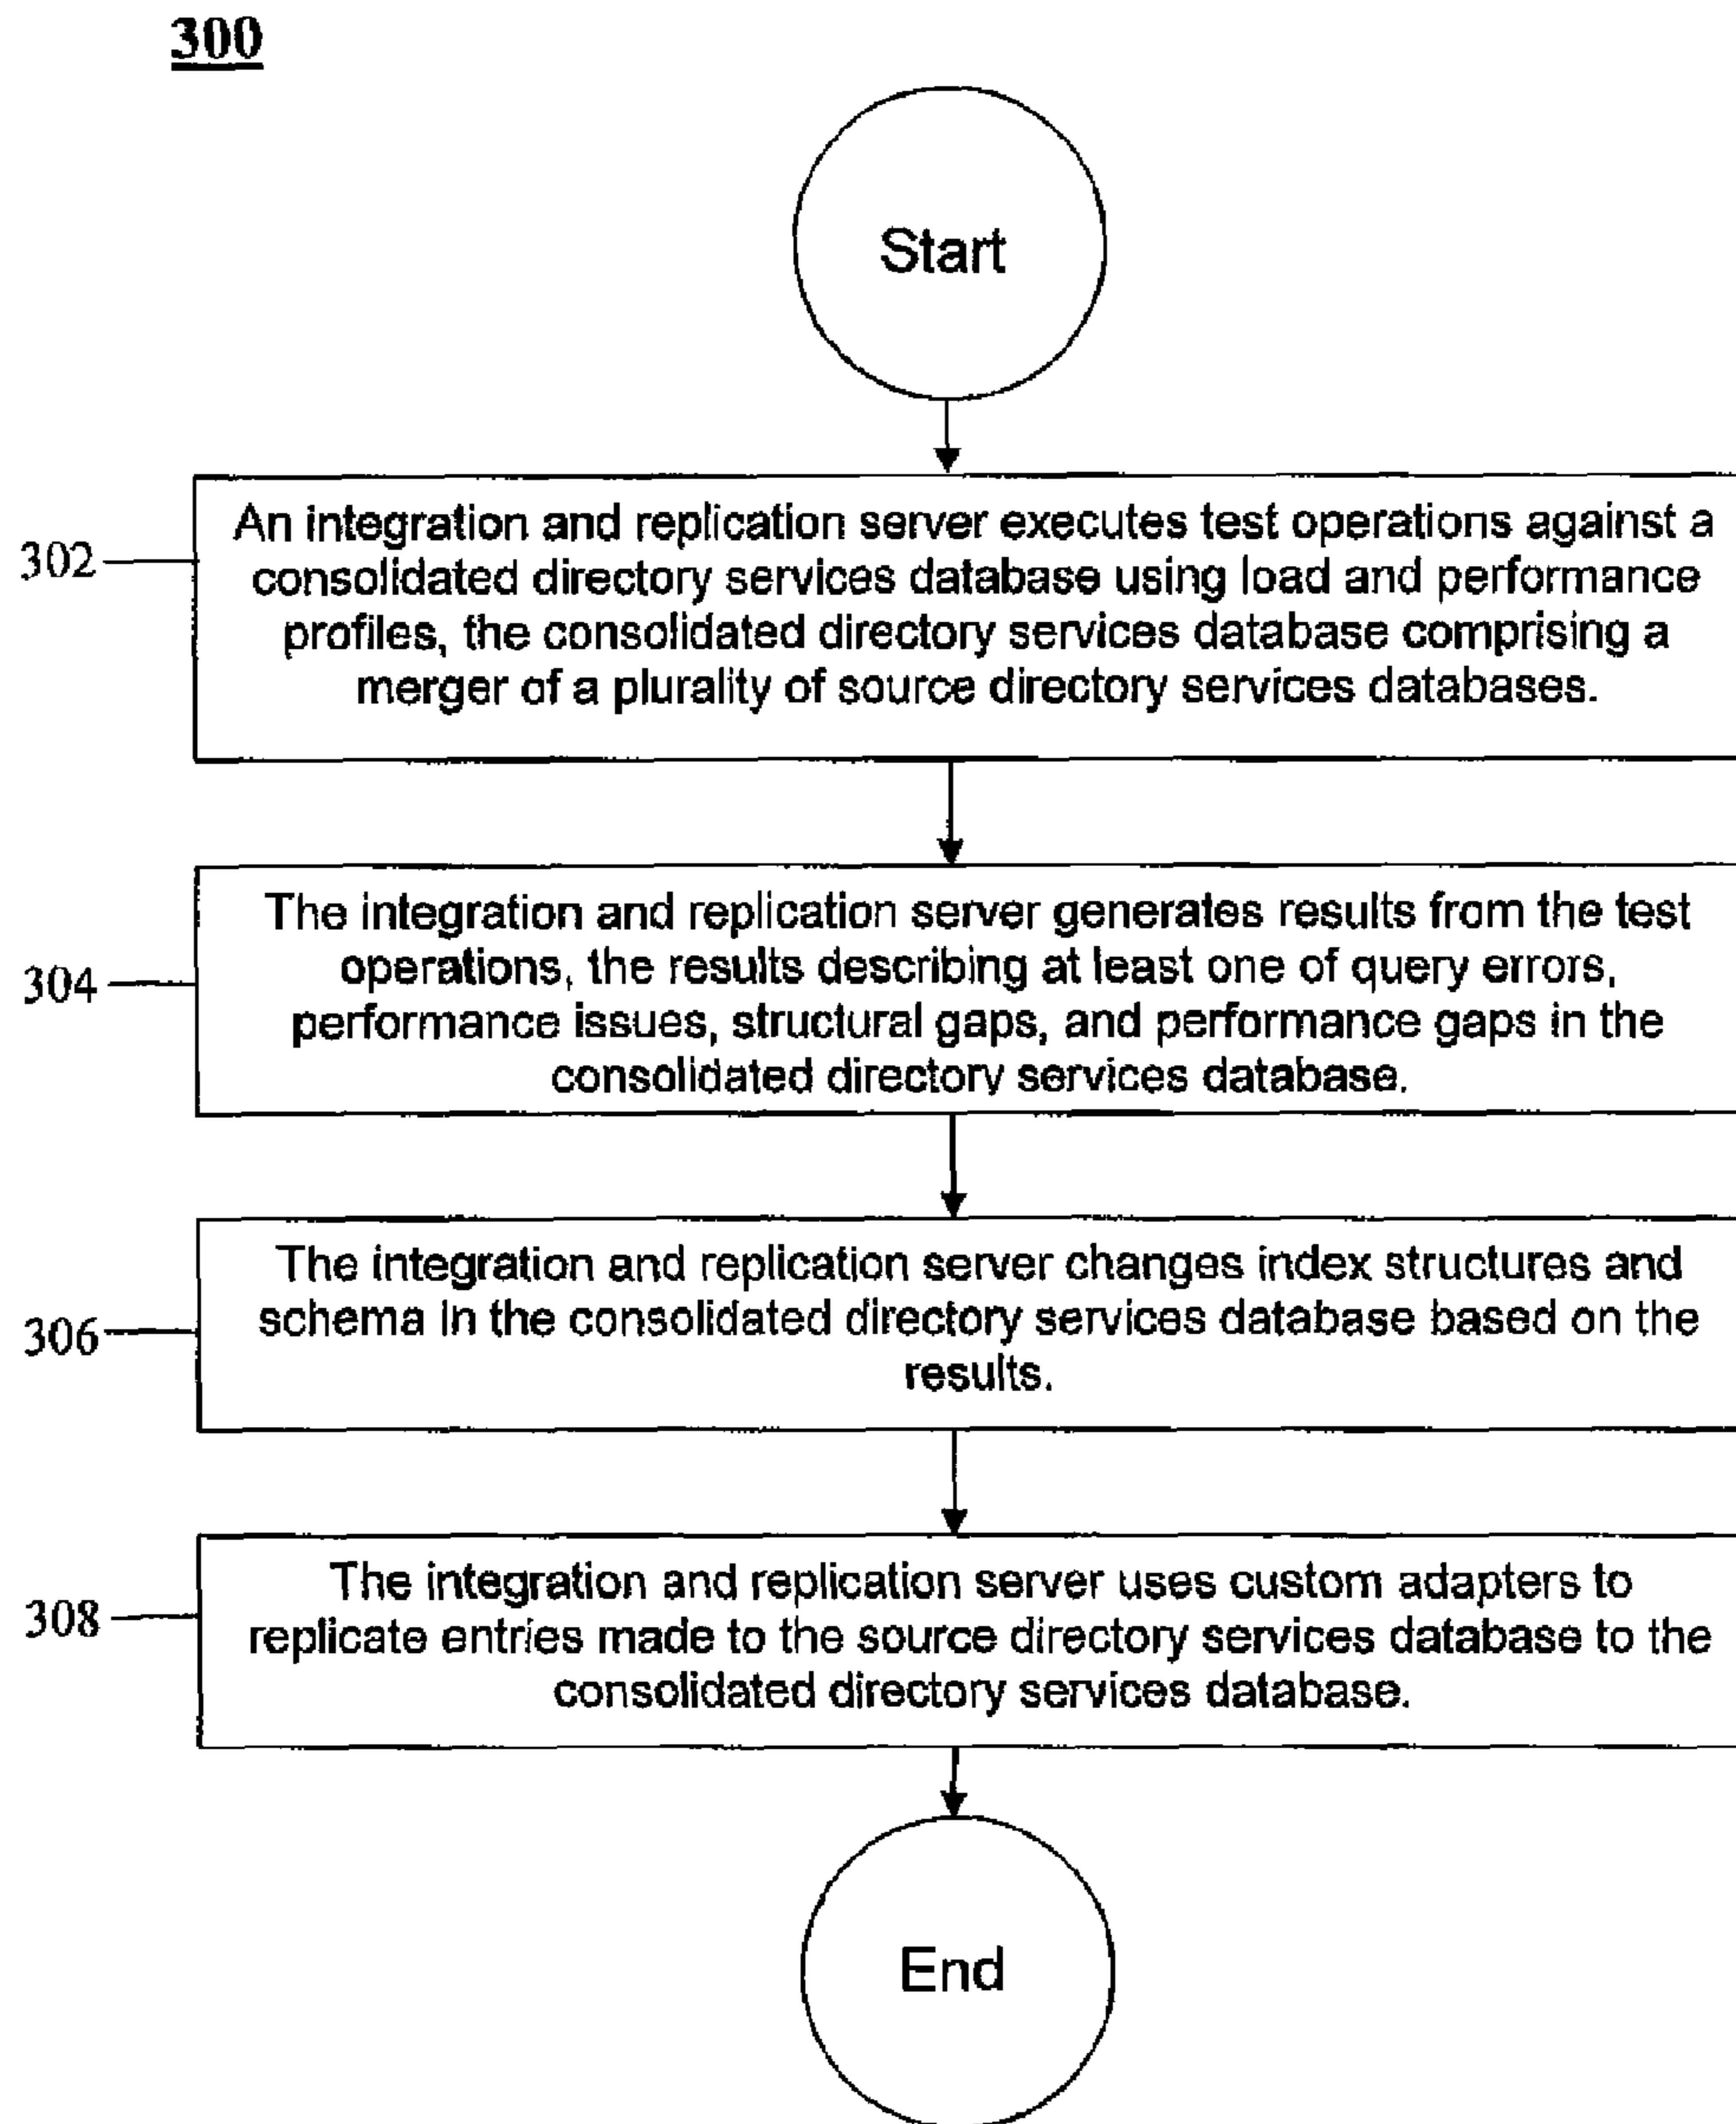 300
Start
302
An integration and replication server executes test operations against a
consolidated directory services database using load and performance
profiles, the consolidated directory services database comprising a
merger of a plurality of source directory services databases.
304
The integration and replication server generates results from the test
operations, the results describing at least one of query errors,
performance issues, structural gaps, and performance gaps in the
consolidated directory services database.
306
The integration and replication server changes index structures and
schema in the consolidated directory services database based on the
results.
308
The integration and replication server uses custom adapters to
replicate entries made to the source directory services database to the
consolidated directory services database.
End